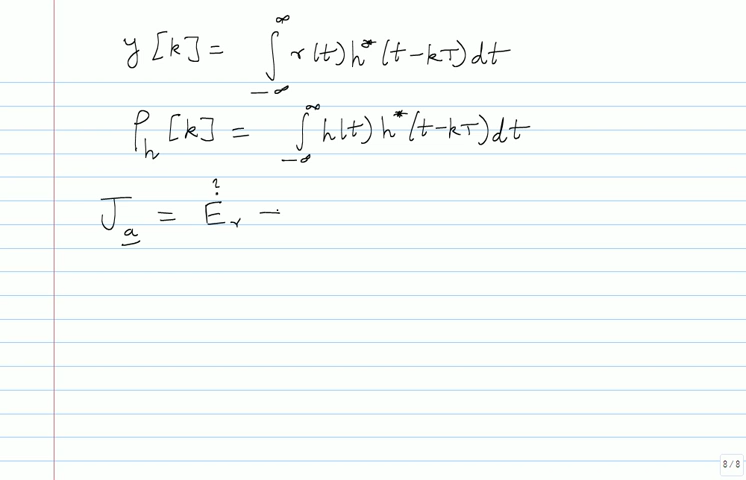 y[k] = ∫_{-∞}^{∞} r(t) h*(t-kT) dt
ρ_h[k] = ∫_{-∞}^{∞} h(t) h*(t-kT) dt
J_a = E_r -
8/8